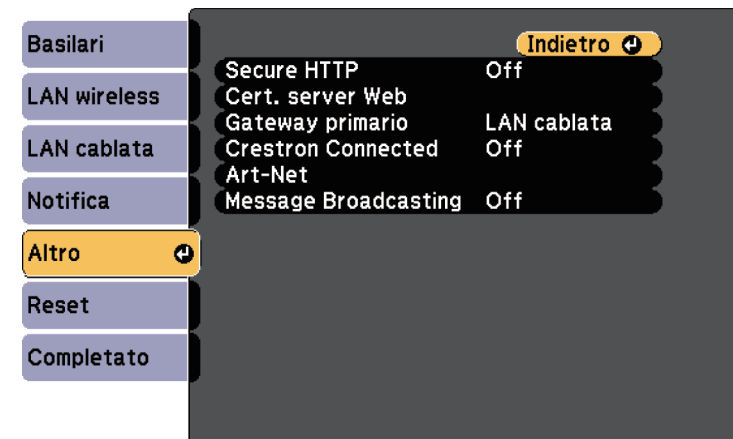 Basilari
LAN wireless
LAN cablata
Notifica
Altro
Reset
Completato
Indietro
Secure HTTP Off
Cert. server Web
Gateway primario LAN cablata
Crestron Connected Off
Art-Net
Message Broadcasting Off